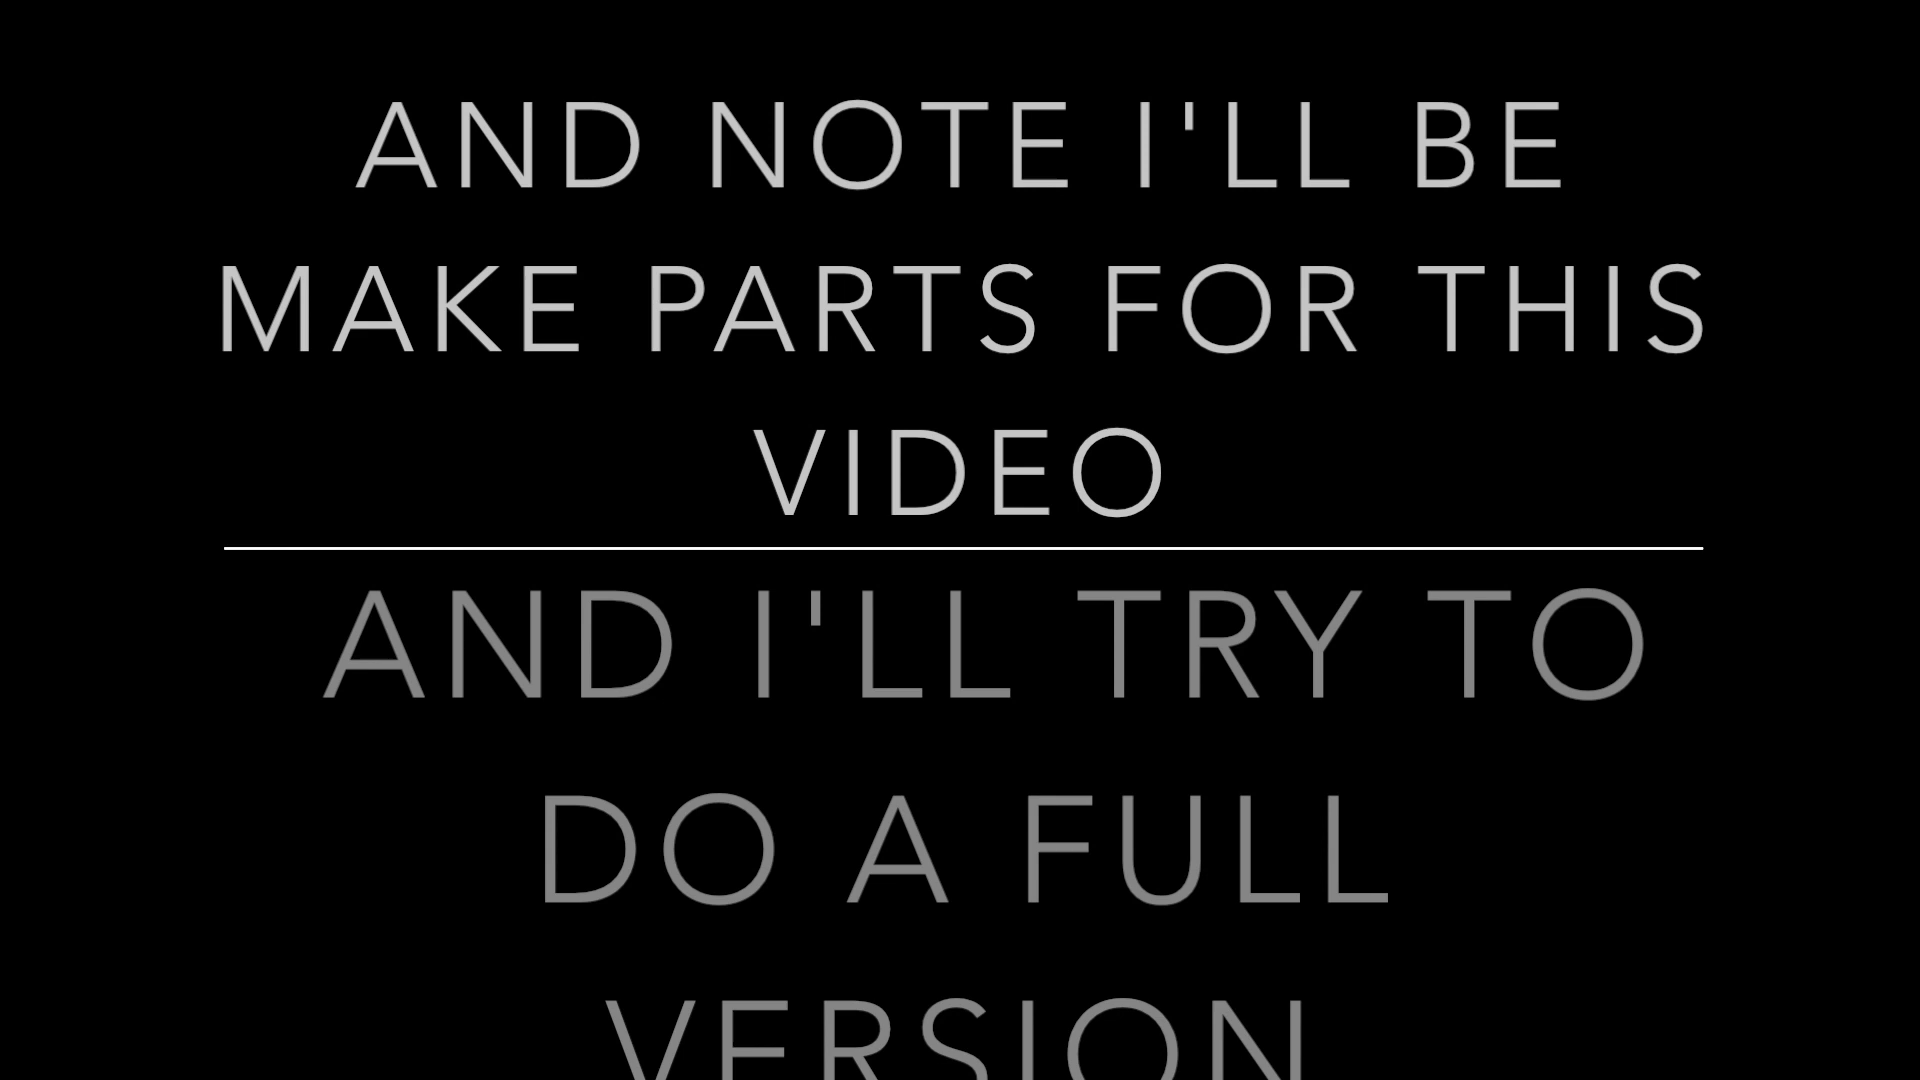 AND NOTE I'LL BE
MAKE PARTS FOR THIS
VIDEO
AND I'LL TRY TO
DO A FULL
VERSION